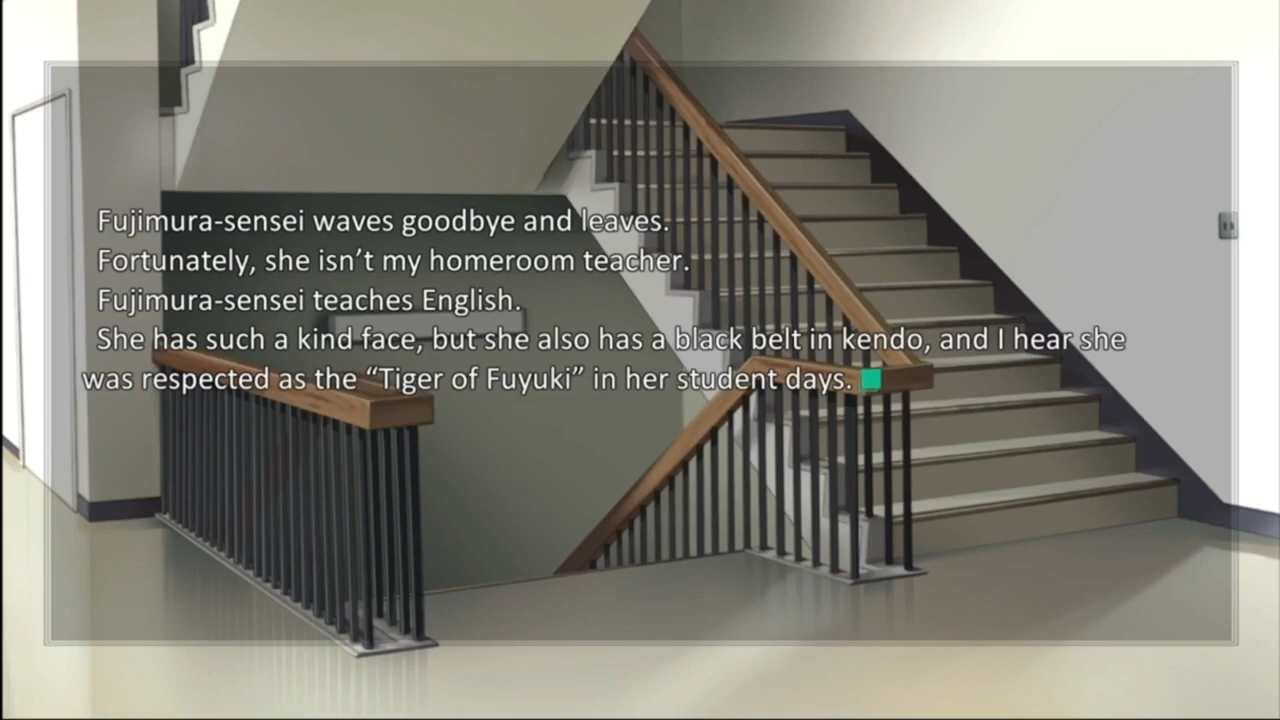 Fujimura-sensei waves goodbye and leaves.
Fortunately, she isn’t my homeroom teacher.
Fujimura-sensei teaches English.
She has such a kind face, but she also has a black belt in kendo, and I hear she
was respected as the “Tiger of Fuyuki” in her student days.